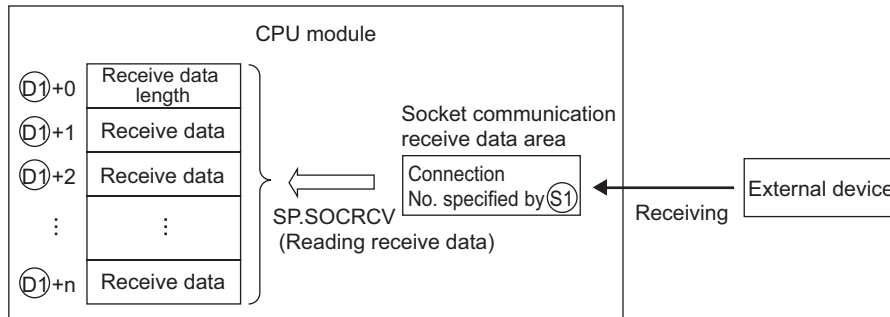 CPU module
D1+0
Receive data
length
D1+1
Receive data
D1+2
Receive data
⋮
⋮
D1+n
Receive data
SP.SOCRCV
(Reading receive data)
Socket communication
receive data area
Connection
No. specified by S1
Receiving
External device